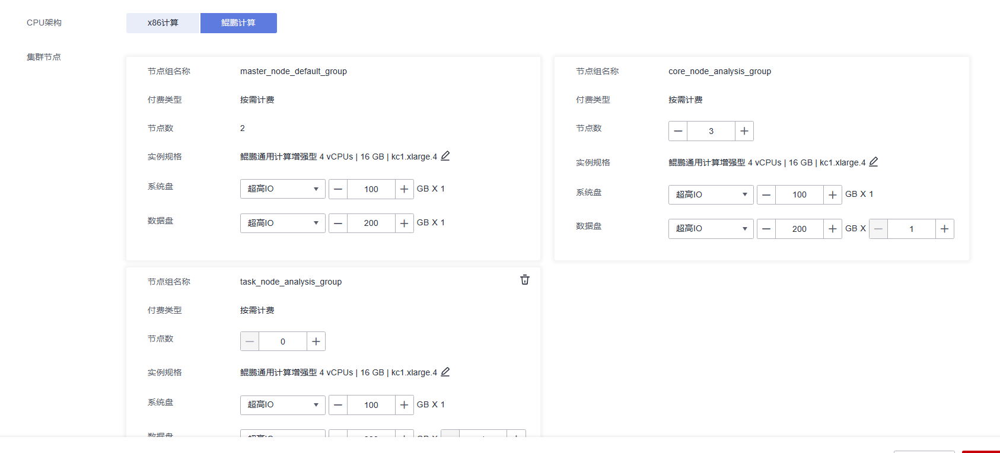 CPU架构
x86计算 鲲鹏计算
集群节点
节点组名称 master_node_default_group
付费类型 按需计费
节点数 2
实例规格 鲲鹏通用计算增强型 4 vCPUs | 16 GB | kc1.xlarge.4
系统盘 超高IO 100 GB X 1
数据盘 超高IO 200 GB X 1
节点组名称 core_node_analysis_group
付费类型 按需计费
节点数 3
实例规格 鲲鹏通用计算增强型 4 vCPUs | 16 GB | kc1.xlarge.4
系统盘 超高IO 100 GB X 1
数据盘 超高IO 200 GB X 1
节点组名称 task_node_analysis_group
付费类型 按需计费
节点数 0
实例规格 鲲鹏通用计算增强型 4 vCPUs | 16 GB | kc1.xlarge.4
系统盘 超高IO 100 GB X 1
数据盘 超高IO 200 GB X